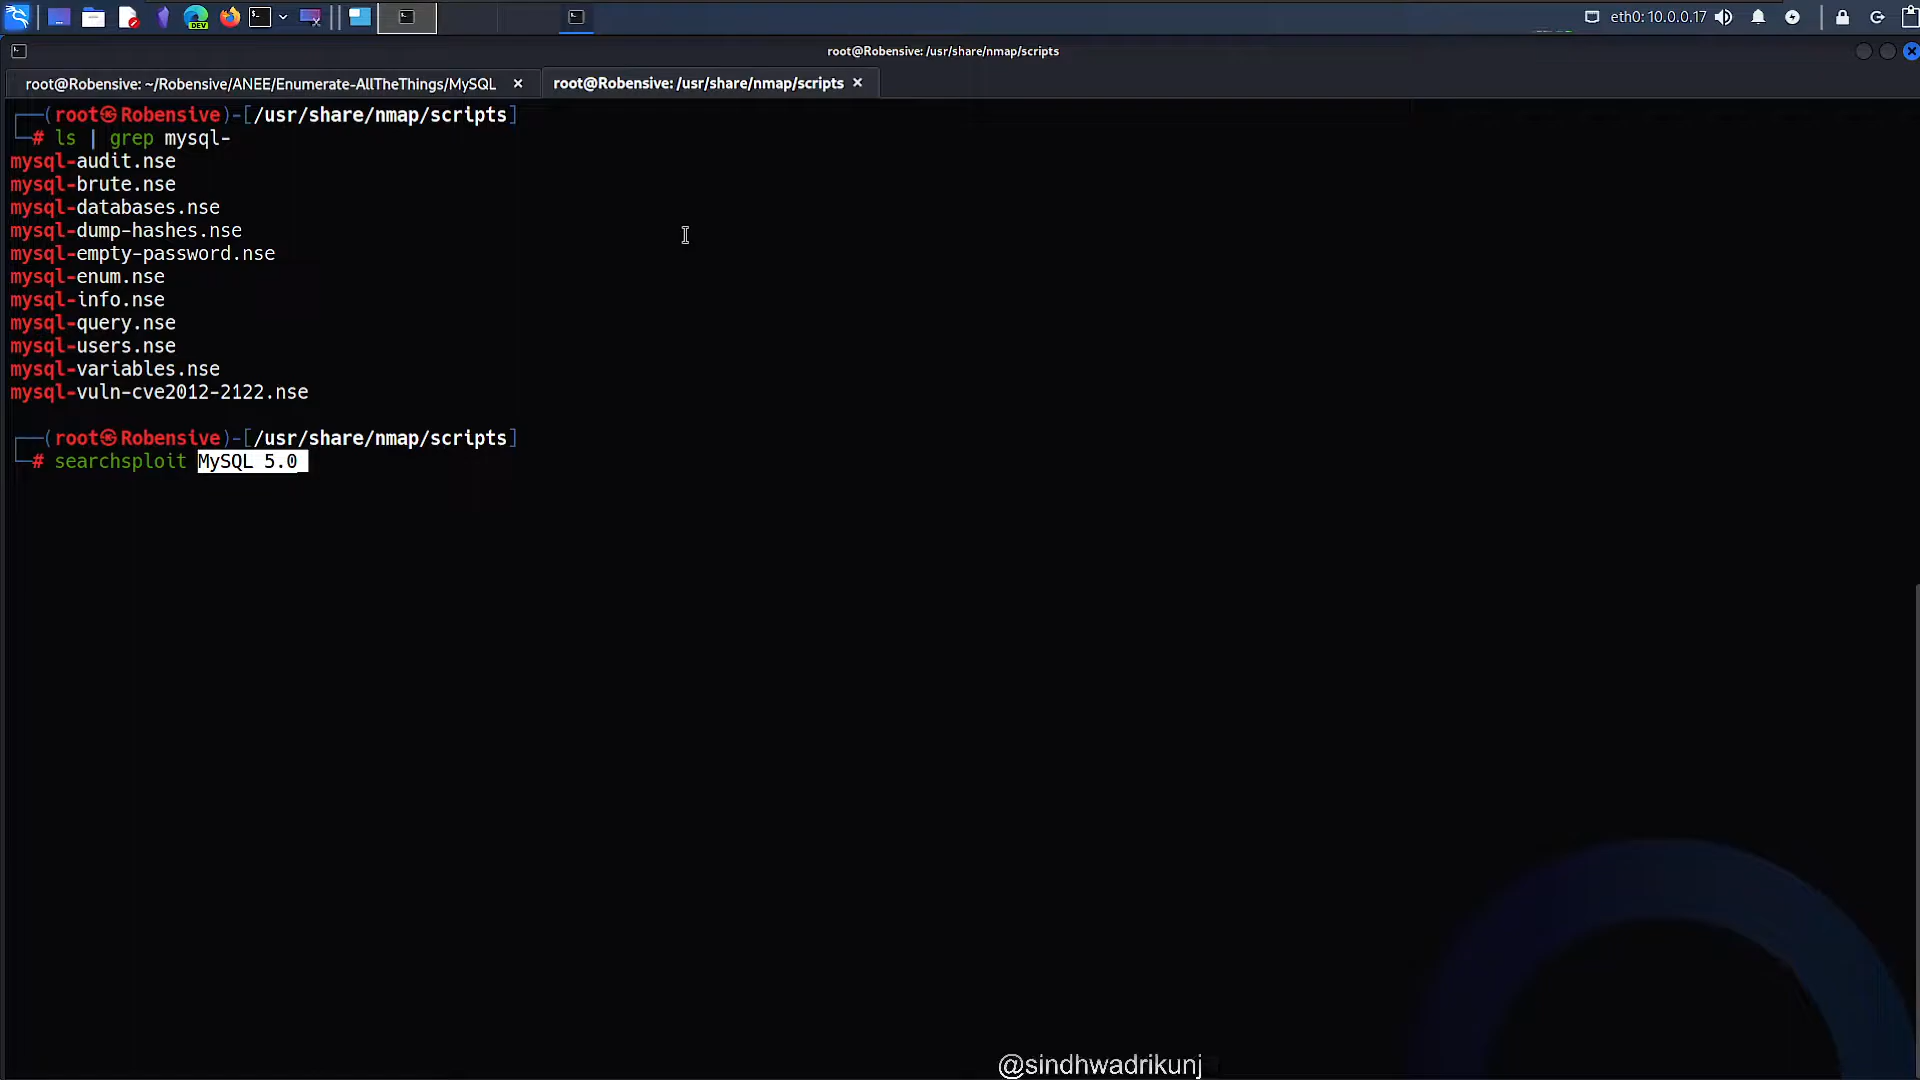 eth0: 10.0.0.17
DEV
root@Robensive: /usr/share/nmap/scripts
root@Robensive: ~/Robensive/ANEE/Enumerate-AllTheThings/MySQL
root@Robensive: /usr/share/nmap/scripts
(root㉿Robensive)-[/usr/share/nmap/scripts]
# ls | grep mysql-
mysql-audit.nse
mysql-brute.nse
mysql-databases.nse
mysql-dump-hashes.nse
mysql-empty-password.nse
mysql-enum.nse
mysql-info.nse
mysql-query.nse
mysql-users.nse
mysql-variables.nse
mysql-vuln-cve2012-2122.nse
(root㉿Robensive)-[/usr/share/nmap/scripts]
# searchsploit MySQL 5.0
@sindhwadrikunj